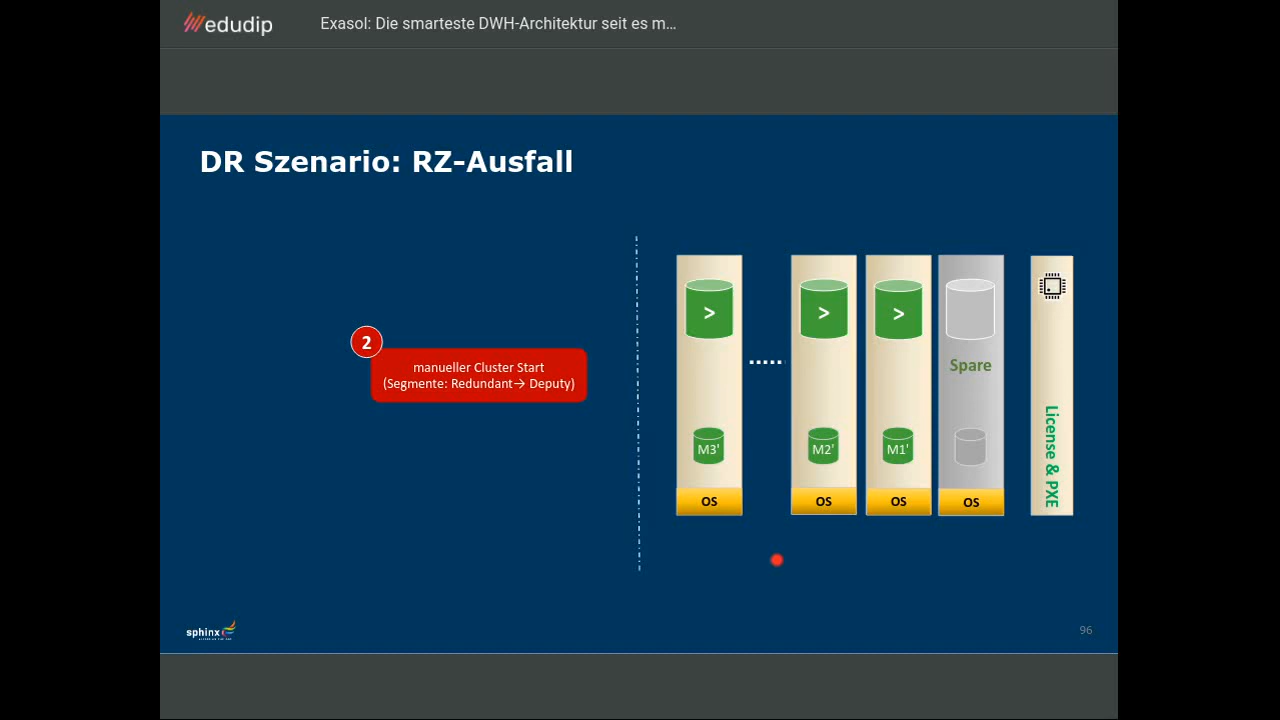 edudip
Exasol: Die smarteste DWH-Architektur seit es m…
DR Szenario: RZ-Ausfall
2
manueller Cluster Start
(Segmente: Redundant→ Deputy)
>
>
>
Spare
M3'
M2'
M1'
OS
OS
OS
OS
License & PXE
sphinx
96